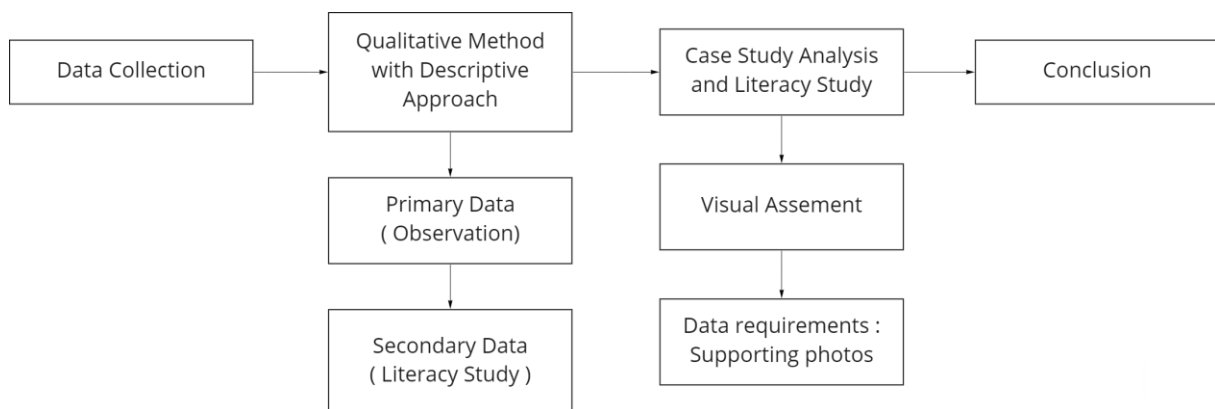 Data Collection
Qualitative Method
with Descriptive
Approach
Primary Data
( Observation)
Secondary Data
( Literacy Study )
Case Study Analysis
and Literacy Study
Visual Assement
Data requirements :
Supporting photos
Conclusion